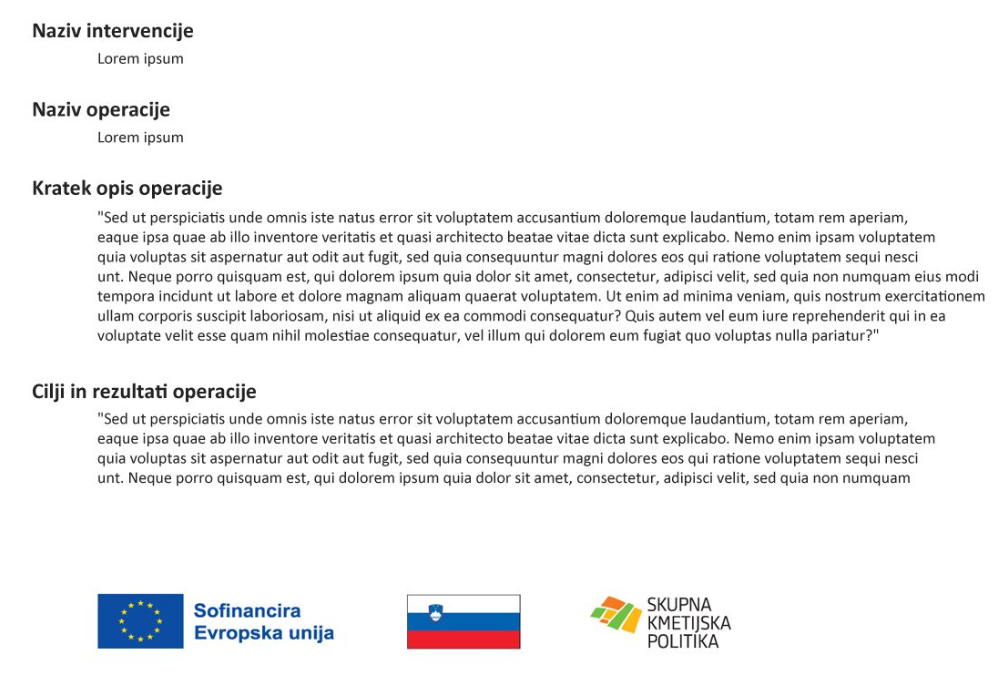 Naziv intervencije
Lorem ipsum
Naziv operacije
Lorem ipsum
Kratek opis operacije
"Sed ut perspiciatis unde omnis iste natus error sit voluptatem accusantium doloremque laudantium, totam rem aperiam,
eaque ipsa quae ab illo inventore veritatis et quasi architecto beatae vitae dicta sunt explicabo. Nemo enim ipsam voluptatem
quia voluptas sit aspernatur aut odit aut fugit, sed quia consequuntur magni dolores eos qui ratione voluptatem sequi nesci
unt. Neque porro quisquam est, qui dolorem ipsum quia dolor sit amet, consectetur, adipisci velit, sed quia non numquam eius modi
tempora incidunt ut labore et dolore magnam aliquam quaerat voluptatem. Ut enim ad minima veniam, quis nostrum exercitationem
ullam corporis suscipit laboriosam, nisi ut aliquid ex ea commodi consequatur? Quis autem vel eum iure reprehenderit qui in ea
voluptate velit esse quam nihil molestiae consequatur, vel illum qui dolorem eum fugiat quo voluptas nulla pariatur?"
Cilji in rezultati operacije
"Sed ut perspiciatis unde omnis iste natus error sit voluptatem accusantium doloremque laudantium, totam rem aperiam,
eaque ipsa quae ab illo inventore veritatis et quasi architecto beatae vitae dicta sunt explicabo. Nemo enim ipsam voluptatem
quia voluptas sit aspernatur aut odit aut fugit, sed quia consequuntur magni dolores eos qui ratione voluptatem sequi nesci
unt. Neque porro quisquam est, qui dolorem ipsum quia dolor sit amet, consectetur, adipisci velit, sed quia non numquam
Sofinancira
Evropska unija
SKUPNA
KMETIJSKA
POLITIKA